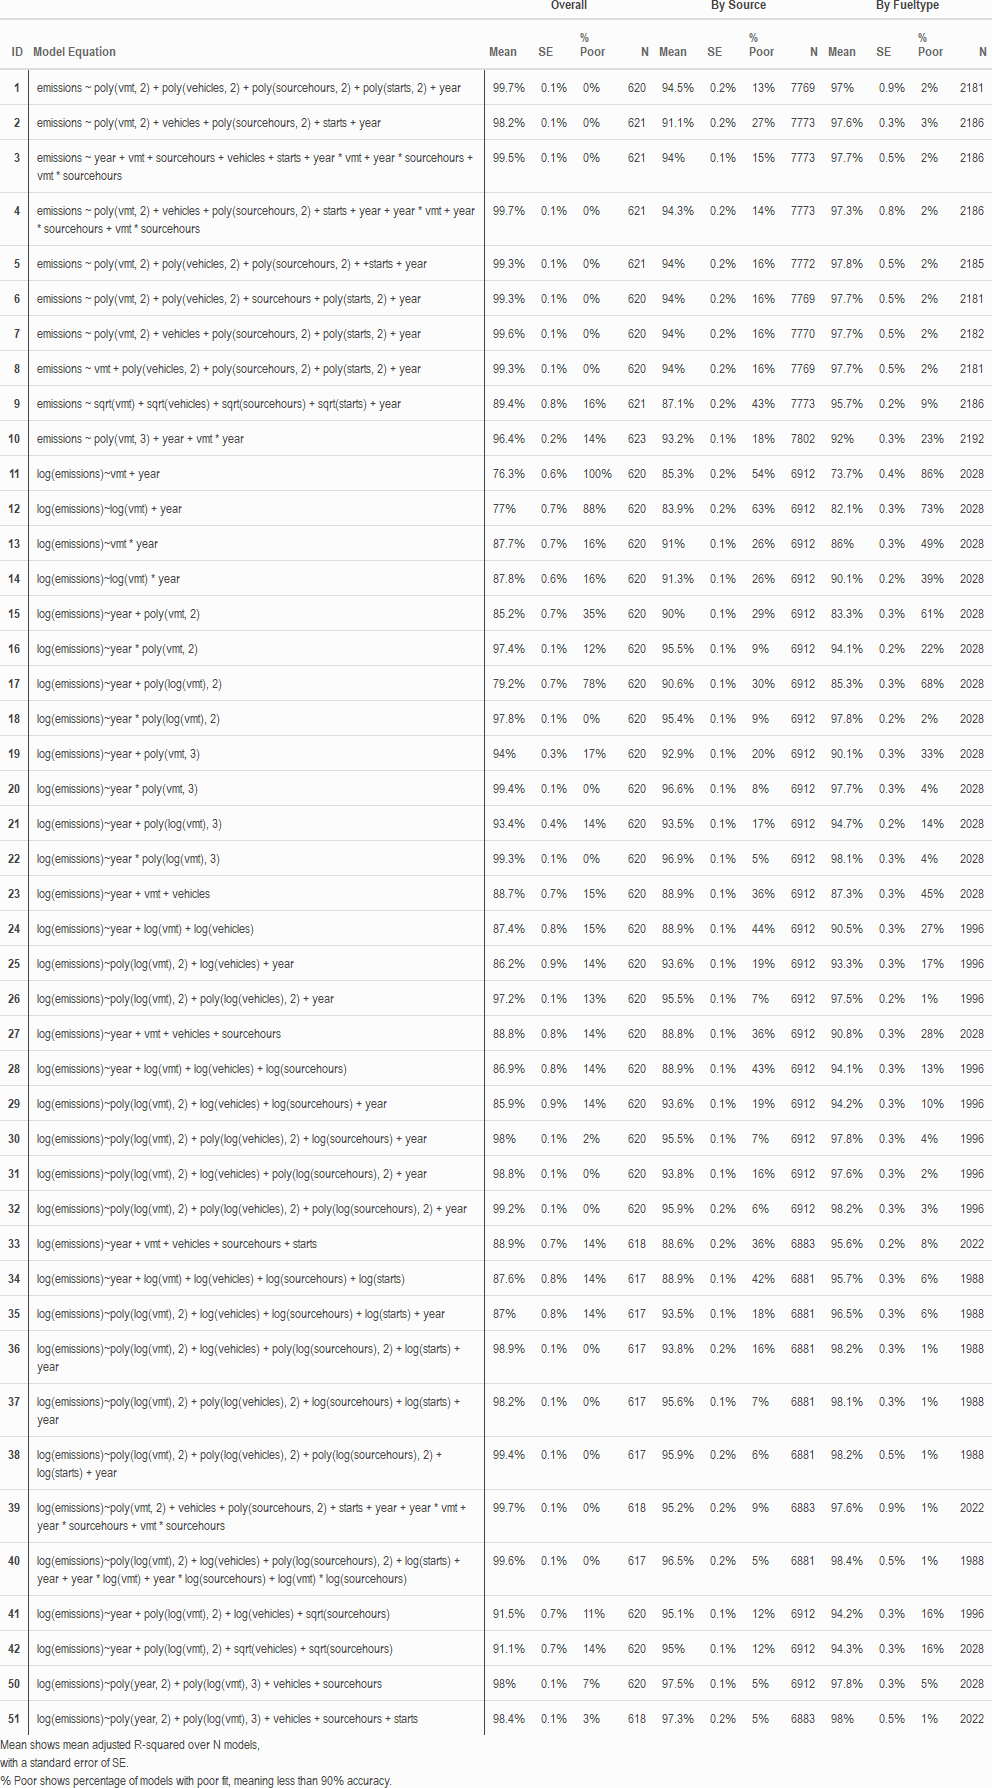 Overall By Source By Fueltype
ID Model Equation Mean SE % Poor N Mean SE % Poor N Mean SE % Poor N
1 emissions ~ poly(vmt, 2) + poly(vehicles, 2) + poly(sourcehours, 2) + poly(starts, 2) + year 99.7% 0.1% 0% 620 94.5% 0.2% 13% 7769 97% 0.9% 2% 2181
2 emissions ~ poly(vmt, 2) + vehicles + poly(sourcehours, 2) + starts + year 98.2% 0.1% 0% 621 91.1% 0.2% 27% 7773 97.6% 0.3% 3% 2186
3 emissions ~ year + vmt + sourcehours + vehicles + starts + year * vmt + year * sourcehours + 99.5% 0.1% 0% 621 94% 0.1% 15% 7773 97.7% 0.5% 2% 2186
vmt * sourcehours
4 emissions ~ poly(vmt, 2) + vehicles + poly(sourcehours, 2) + starts + year + year * vmt + year 99.7% 0.1% 0% 621 94.3% 0.2% 14% 7773 97.3% 0.8% 2% 2186
* sourcehours + vmt * sourcehours
5 emissions ~ poly(vmt, 2) + poly(vehicles, 2) + poly(sourcehours, 2) + +starts + year 99.3% 0.1% 0% 621 94% 0.2% 16% 7772 97.8% 0.5% 2% 2185
6 emissions ~ poly(vmt, 2) + poly(vehicles, 2) + sourcehours + poly(starts, 2) + year 99.3% 0.1% 0% 620 94% 0.2% 16% 7769 97.7% 0.5% 2% 2181
7 emissions ~ poly(vmt, 2) + vehicles + poly(sourcehours, 2) + poly(starts, 2) + year 99.6% 0.1% 0% 620 94% 0.2% 16% 7770 97.7% 0.5% 2% 2182
8 emissions ~ vmt + poly(vehicles, 2) + poly(sourcehours, 2) + poly(starts, 2) + year 99.3% 0.1% 0% 620 94% 0.2% 16% 7769 97.7% 0.5% 2% 2181
9 emissions ~ sqrt(vmt) + sqrt(vehicles) + sqrt(sourcehours) + sqrt(starts) + year 89.4% 0.8% 16% 621 87.1% 0.2% 43% 7773 95.7% 0.2% 9% 2186
10 emissions ~ poly(vmt, 3) + year + vmt * year 96.4% 0.2% 14% 623 93.2% 0.1% 18% 7802 92% 0.3% 23% 2192
11 log(emissions)~vmt + year 76.3% 0.6% 100% 620 85.3% 0.2% 54% 6912 73.7% 0.4% 86% 2028
12 log(emissions)~log(vmt) + year 77% 0.7% 88% 620 83.9% 0.2% 63% 6912 82.1% 0.3% 73% 2028
13 log(emissions)~vmt * year 87.7% 0.7% 16% 620 91% 0.1% 26% 6912 86% 0.3% 49% 2028
14 log(emissions)~log(vmt) * year 87.8% 0.6% 16% 620 91.3% 0.1% 26% 6912 90.1% 0.2% 39% 2028
15 log(emissions)~year + poly(vmt, 2) 85.2% 0.7% 35% 620 90% 0.1% 29% 6912 83.3% 0.3% 61% 2028
16 log(emissions)~year * poly(vmt, 2) 97.4% 0.1% 12% 620 95.5% 0.1% 9% 6912 94.1% 0.2% 22% 2028
17 log(emissions)~year + poly(log(vmt), 2) 79.2% 0.7% 78% 620 90.6% 0.1% 30% 6912 85.3% 0.3% 68% 2028
18 log(emissions)~year * poly(log(vmt), 2) 97.8% 0.1% 0% 620 95.4% 0.1% 9% 6912 97.8% 0.2% 2% 2028
19 log(emissions)~year + poly(vmt, 3) 94% 0.3% 17% 620 92.9% 0.1% 20% 6912 90.1% 0.3% 33% 2028
20 log(emissions)~year * poly(vmt, 3) 99.4% 0.1% 0% 620 96.6% 0.1% 8% 6912 97.7% 0.3% 4% 2028
21 log(emissions)~year + poly(log(vmt), 3) 93.4% 0.4% 14% 620 93.5% 0.1% 17% 6912 94.7% 0.2% 14% 2028
22 log(emissions)~year * poly(log(vmt), 3) 99.3% 0.1% 0% 620 96.9% 0.1% 5% 6912 98.1% 0.3% 4% 2028
23 log(emissions)~year + vmt + vehicles 88.7% 0.7% 15% 620 88.9% 0.1% 36% 6912 87.3% 0.3% 45% 2028
24 log(emissions)~year + log(vmt) + log(vehicles) 87.4% 0.8% 15% 620 88.9% 0.1% 44% 6912 90.5% 0.3% 27% 1996
25 log(emissions)~poly(log(vmt), 2) + log(vehicles) + year 86.2% 0.9% 14% 620 93.6% 0.1% 19% 6912 93.3% 0.3% 17% 1996
26 log(emissions)~poly(log(vmt), 2) + poly(log(vehicles), 2) + year 97.2% 0.1% 13% 620 95.5% 0.1% 7% 6912 97.5% 0.2% 1% 1996
27 log(emissions)~year + vmt + vehicles + sourcehours 88.8% 0.8% 14% 620 88.8% 0.1% 36% 6912 90.8% 0.3% 28% 2028
28 log(emissions)~year + log(vmt) + log(vehicles) + log(sourcehours) 86.9% 0.8% 14% 620 88.9% 0.1% 43% 6912 94.1% 0.3% 13% 1996
29 log(emissions)~poly(log(vmt), 2) + log(vehicles) + log(sourcehours) + year 85.9% 0.9% 14% 620 93.6% 0.1% 19% 6912 94.2% 0.3% 10% 1996
30 log(emissions)~poly(log(vmt), 2) + poly(log(vehicles), 2) + log(sourcehours) + year 98% 0.1% 2% 620 95.5% 0.1% 7% 6912 97.8% 0.3% 4% 1996
31 log(emissions)~poly(log(vmt), 2) + log(vehicles) + poly(log(sourcehours), 2) + year 98.8% 0.1% 0% 620 93.8% 0.1% 16% 6912 97.6% 0.3% 2% 1996
32 log(emissions)~poly(log(vmt), 2) + poly(log(vehicles), 2) + poly(log(sourcehours), 2) + year 99.2% 0.1% 0% 620 95.9% 0.2% 6% 6912 98.2% 0.3% 3% 1996
33 log(emissions)~year + vmt + vehicles + sourcehours + starts 88.9% 0.7% 14% 618 88.6% 0.2% 36% 6883 95.6% 0.2% 8% 2022
34 log(emissions)~year + log(vmt) + log(vehicles) + log(sourcehours) + log(starts) 87.6% 0.8% 14% 617 88.9% 0.1% 42% 6881 95.7% 0.3% 6% 1988
35 log(emissions)~poly(log(vmt), 2) + log(vehicles) + log(sourcehours) + log(starts) + year 87% 0.8% 14% 617 93.5% 0.1% 18% 6881 96.5% 0.3% 6% 1988
36 log(emissions)~poly(log(vmt), 2) + log(vehicles) + poly(log(sourcehours), 2) + log(starts) + 98.9% 0.1% 0% 617 93.8% 0.2% 16% 6881 98.2% 0.3% 1% 1988
year
37 log(emissions)~poly(log(vmt), 2) + poly(log(vehicles), 2) + log(sourcehours) + log(starts) + 98.2% 0.1% 0% 617 95.6% 0.1% 7% 6881 98.1% 0.3% 1% 1988
year
38 log(emissions)~poly(log(vmt), 2) + poly(log(vehicles), 2) + poly(log(sourcehours), 2) + 99.4% 0.1% 0% 617 95.9% 0.2% 6% 6881 98.2% 0.5% 1% 1988
log(starts) + year
39 log(emissions)~poly(vmt, 2) + vehicles + poly(sourcehours, 2) + starts + year + year * vmt + 99.7% 0.1% 0% 618 95.2% 0.2% 9% 6883 97.6% 0.9% 1% 2022
year * sourcehours + vmt * sourcehours
40 log(emissions)~poly(log(vmt), 2) + log(vehicles) + poly(log(sourcehours), 2) + log(starts) + 99.6% 0.1% 0% 617 96.5% 0.2% 5% 6881 98.4% 0.5% 1% 1988
year + year * log(vmt) + year * log(sourcehours) + log(vmt) * log(sourcehours)
41 log(emissions)~year + poly(log(vmt), 2) + log(vehicles) + sqrt(sourcehours) 91.5% 0.7% 11% 620 95.1% 0.1% 12% 6912 94.2% 0.3% 16% 1996
42 log(emissions)~year + poly(log(vmt), 2) + sqrt(vehicles) + sqrt(sourcehours) 91.1% 0.7% 14% 620 95% 0.1% 12% 6912 94.3% 0.3% 16% 2028
50 log(emissions)~poly(year, 2) + poly(log(vmt), 3) + vehicles + sourcehours 98% 0.1% 7% 620 97.5% 0.1% 5% 6912 97.8% 0.3% 5% 2028
51 log(emissions)~poly(year, 2) + poly(log(vmt), 3) + vehicles + sourcehours + starts 98.4% 0.1% 3% 618 97.3% 0.2% 5% 6883 98% 0.5% 1% 2022
Mean shows mean adjusted R-squared over N models,
with a standard error of SE.
% Poor shows percentage of models with poor fit, meaning less than 90% accuracy.